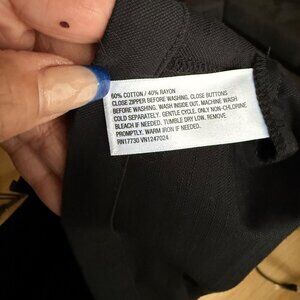 60% COTTON / 40% RAYON
CLOSE ZIPPER BEFORE WASHING, CLOSE BUTTONS
BEFORE WASHING. WASH INSIDE OUT, MACHINE WASH
COLD SEPARATELY. GENTLE CYCLE. ONLY NON-CHLORINE
BLEACH IF NEEDED. TUMBLE DRY LOW. REMOVE
PROMPTLY. WARM IRON IF NEEDED.
RN17730 VN1247024